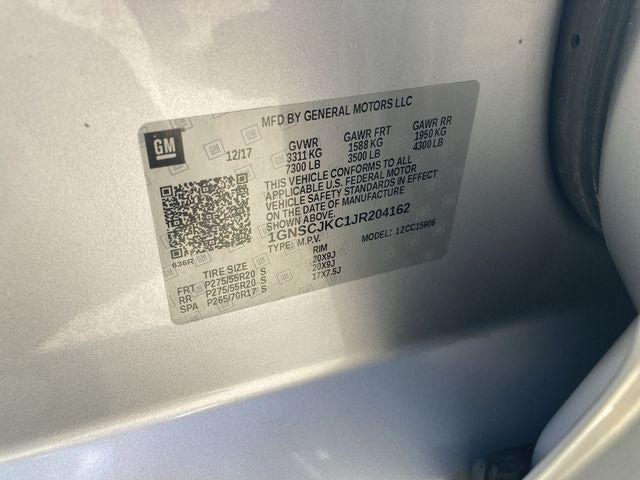 MFD BY GENERAL MOTORS LLC
GM
12/17
GVWR
3311 KG
7300 LB
GAWR FRT
1588 KG
3500 LB
GAWR RR
1950 KG
4300 LB
THIS VEHICLE CONFORMS TO ALL
APPLICABLE U.S. FEDERAL MOTOR
VEHICLE SAFETY STANDARDS IN EFFECT
ON THE DATE OF MANUFACTURE
SHOWN ABOVE.
1GNSCJKC1JR204162
TYPE: M.P.V. MODEL: 12CC15906
636R
TIRE SIZE RIM
FRT P275/55R20 S 20X9J
RR P275/55R20 S 20X9J
SPA P265/70R17 S 17X7.5J